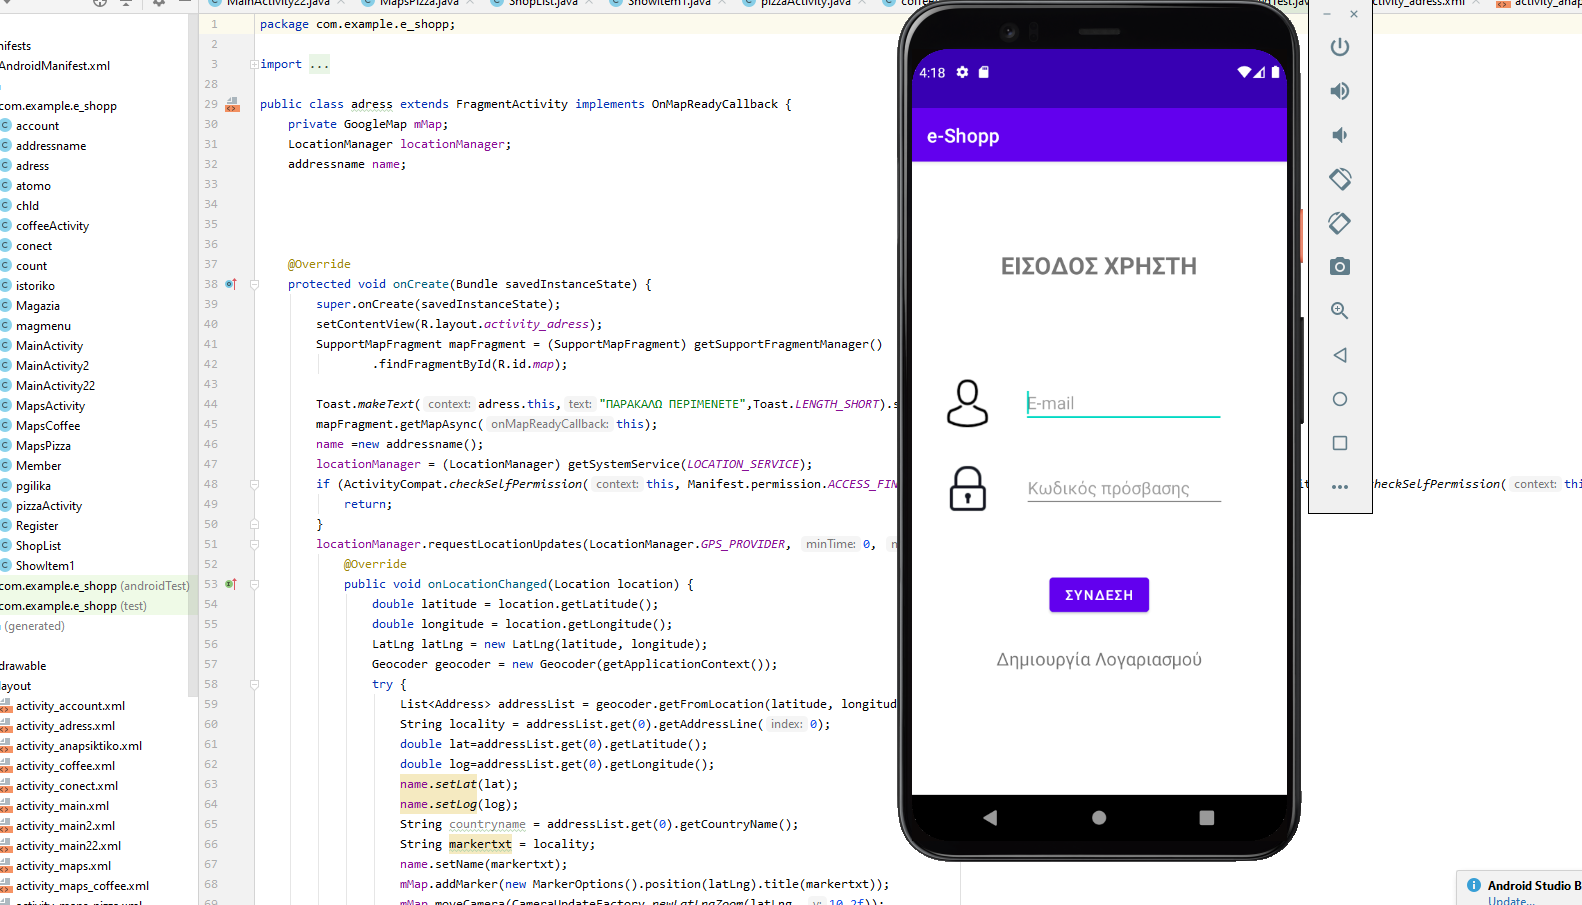 MainActivity22.java
MapsPizza.java
ShopList.java
ShowItem1.java
pizzaActivity.java
activity_adress.xml
nifests
AndroidManifest.xml
com.example.e_shopp
account
addressname
adress
atomo
chld
coffeeActivity
conect
count
istoriko
Magazia
magmenu
MainActivity
MainActivity2
MainActivity22
MapsActivity
MapsCoffee
MapsPizza
Member
pgilika
pizzaActivity
Register
ShopList
ShowItem1
com.example.e_shopp (androidTest)
com.example.e_shopp (test)
(generated)
drawable
layout
activity_account.xml
activity_adress.xml
activity_anapsiktiko.xml
activity_coffee.xml
activity_conect.xml
activity_main.xml
activity_main2.xml
activity_main22.xml
activity_maps.xml
activity_maps_coffee.xml
1 package com.example.e_shopp;
2
3 import ...
28
29 public class adress extends FragmentActivity implements OnMapReadyCallback {
30 private GoogleMap mMap;
31 LocationManager locationManager;
32 addressname name;
33
34
35
36
37 @Override
38 protected void onCreate(Bundle savedInstanceState) {
39 super.onCreate(savedInstanceState);
40 setContentView(R.layout.activity_adress);
41 SupportMapFragment mapFragment = (SupportMapFragment) getSupportFragmentManager()
42 .findFragmentById(R.id.map);
43
44 Toast.makeText( context: adress.this, text: "ΠΑΡΑΚΑΛΩ ΠΕΡΙΜΕΝΕΤΕ",Toast.LENGTH_SHORT).s
45 mapFragment.getMapAsync( onMapReadyCallback: this);
46 name =new addressname();
47 locationManager = (LocationManager) getSystemService(LOCATION_SERVICE);
48 if (ActivityCompat.checkSelfPermission( context: this, Manifest.permission.ACCESS_FIN heckSelfPermission( context: thi
49 return;
50 }
51 locationManager.requestLocationUpdates(LocationManager.GPS_PROVIDER, minTime: 0,
52 @Override
53 public void onLocationChanged(Location location) {
54 double latitude = location.getLatitude();
55 double longitude = location.getLongitude();
56 LatLng latLng = new LatLng(latitude, longitude);
57 Geocoder geocoder = new Geocoder(getApplicationContext());
58 try {
59 List<Address> addressList = geocoder.getFromLocation(latitude, longitud
60 String locality = addressList.get(0).getAddressLine( index: 0);
61 double lat=addressList.get(0).getLatitude();
62 double log=addressList.get(0).getLongitude();
63 name.setLat(lat);
64 name.setLog(log);
65 String countryname = addressList.get(0).getCountryName();
66 String markertxt = locality;
67 name.setName(markertxt);
68 mMap.addMarker(new MarkerOptions().position(latLng).title(markertxt));
69 mMap.moveCamera(CameraUpdateFactory.newLatLngZoom(latLng, v: 10.2f));
4:18
e-Shopp
ΕΙΣΟΔΟΣ ΧΡΗΣΤΗ
E-mail
Κωδικός πρόσβασης
ΣΥΝΔΕΣΗ
Δημιουργία Λογαριασμού
Android Studio B
Update...